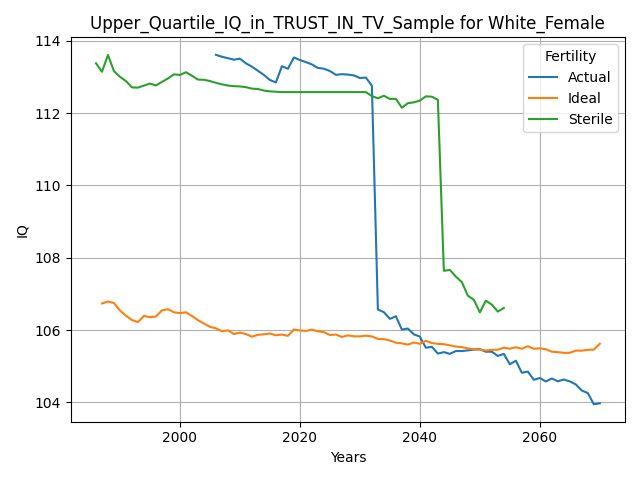 Upper_Quartile_IQ_in_TRUST_IN_TV_Sample for White_Female
114
112
110
108
106
104
IQ
Fertility
Actual
Ideal
Sterile
2000
2020
2040
2060
Years